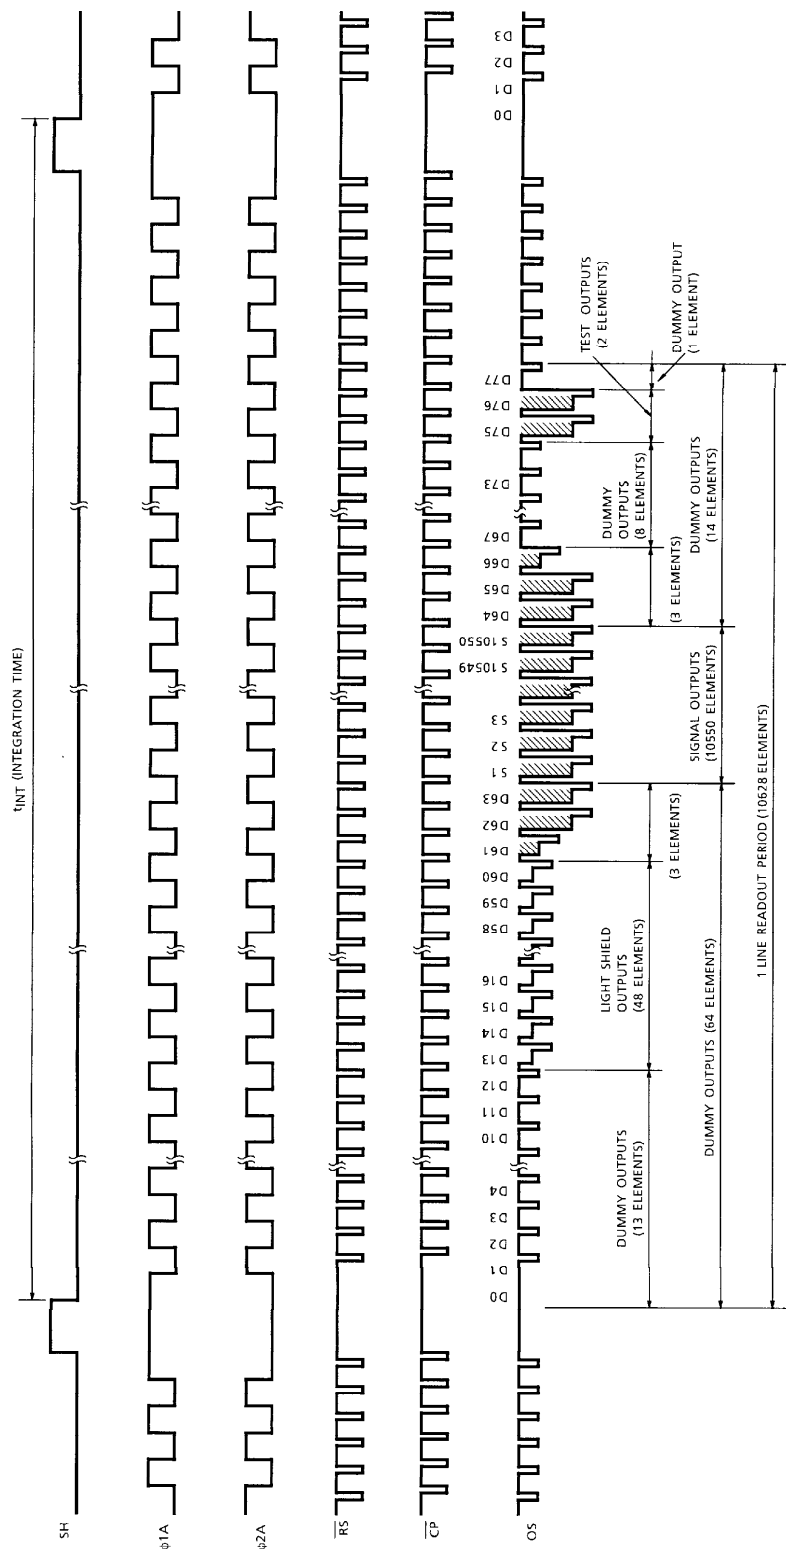 tINT (INTEGRATION TIME)
SH
φ1A
φ2A
RS
CP
OS
D0
D1
D2
D3
D4
D10
D11
D12
D13
D14
D15
D16
D58
D59
D60
D61
D62
D63
S1
S2
S3
S10549
S10550
D64
D65
D66
D67
D73
D75
D76
D77
D0
D1
D2
D3
DUMMY OUTPUTS
(13 ELEMENTS)
LIGHT SHIELD
OUTPUTS
(48 ELEMENTS)
(3 ELEMENTS)
SIGNAL OUTPUTS
(10550 ELEMENTS)
(3 ELEMENTS)
DUMMY
OUTPUTS
(8 ELEMENTS)
TEST OUTPUTS
(2 ELEMENTS)
DUMMY OUTPUT
(1 ELEMENT)
DUMMY OUTPUTS (64 ELEMENTS)
DUMMY OUTPUTS
(14 ELEMENTS)
1 LINE READOUT PERIOD (10628 ELEMENTS)